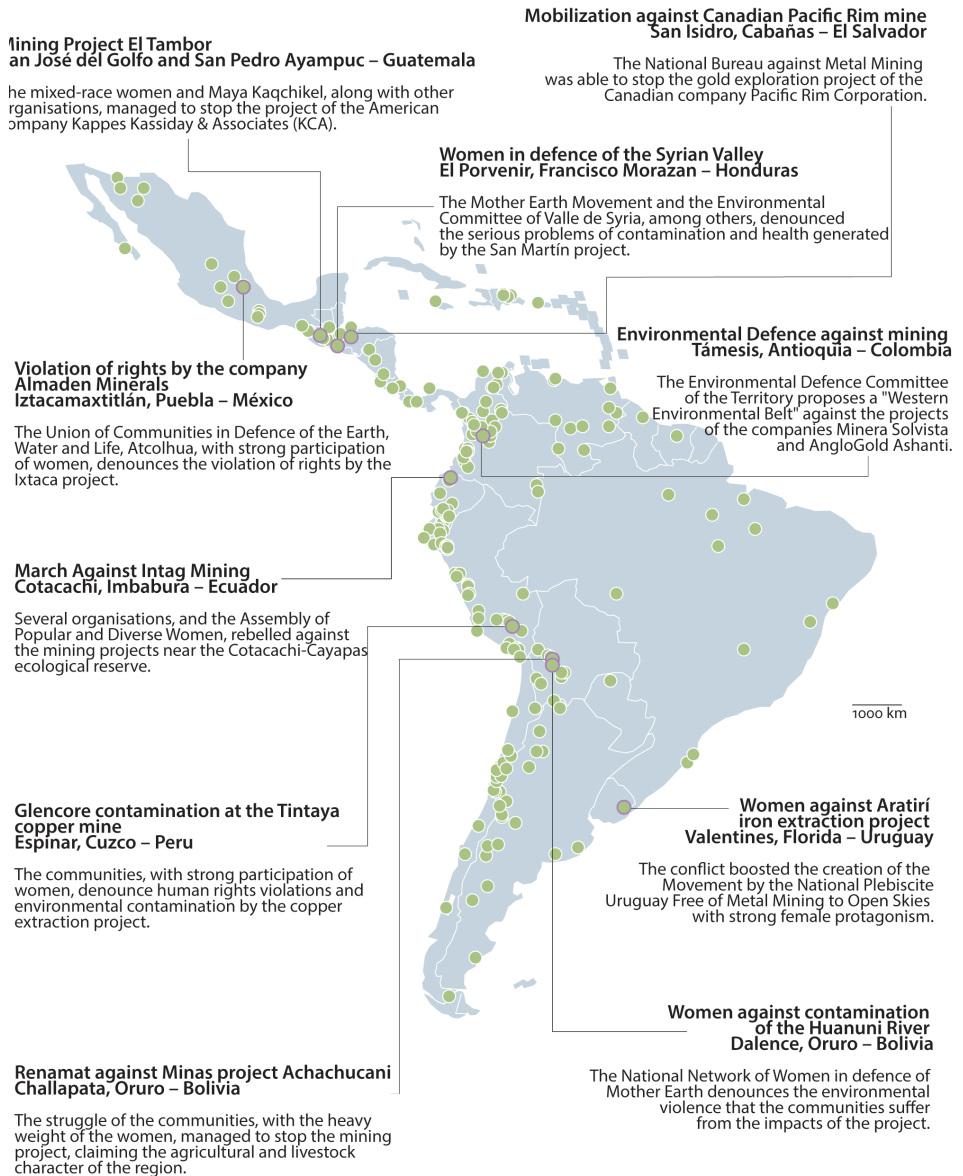 Mining Project El Tambor
an José del Golfo and San Pedro Ayampuc – Guatemala
he mixed-race women and Maya Kaqchikel, along with other
rganisations, managed to stop the project of the American
ompany Kappes Kassiday & Associates (KCA).
Mobilization against Canadian Pacific Rim mine
San Isidro, Cabañas – El Salvador
The National Bureau against Metal Mining
was able to stop the gold exploration project of the
Canadian company Pacific Rim Corporation.
Women in defence of the Syrian Valley
El Porvenir, Francisco Morazan – Honduras
The Mother Earth Movement and the Environmental
Committee of Valle de Syria, among others, denounced
the serious problems of contamination and health generated
by the San Martín project.
Environmental Defence against mining
Támesis, Antioquia – Colombia
The Environmental Defence Committee
of the Territory proposes a "Western
Environmental Belt" against the projects
of the companies Minera Solvista
and AngloGold Ashanti.
Violation of rights by the company
Almaden Minerals
Iztacamaxtitlán, Puebla – México
The Union of Communities in Defence of the Earth,
Water and Life, Atcolhua, with strong participation
of women, denounces the violation of rights by the
Ixtaca project.
March Against Intag Mining
Cotacachi, Imbabura – Ecuador
Several organisations, and the Assembly of
Popular and Diverse Women, rebelled against
the mining projects near the Cotacachi-Cayapas
ecological reserve.
1000 km
Glencore contamination at the Tintaya
copper mine
Espinar, Cuzco – Peru
The communities, with strong participation of
women, denounce human rights violations and
environmental contamination by the copper
extraction project.
Women against Aratirí
iron extraction project
Valentines, Florida – Uruguay
The conflict boosted the creation of the
Movement by the National Plebiscite
Uruguay Free of Metal Mining to Open Skies
with strong female protagonism.
Women against contamination
of the Huanuni River
Dalence, Oruro – Bolivia
The National Network of Women in defence of
Mother Earth denounces the environmental
violence that the communities suffer
from the impacts of the project.
Renamat against Minas project Achachucani
Challapata, Oruro – Bolivia
The struggle of the communities, with the heavy
weight of the women, managed to stop the mining
project, claiming the agricultural and livestock
character of the region.